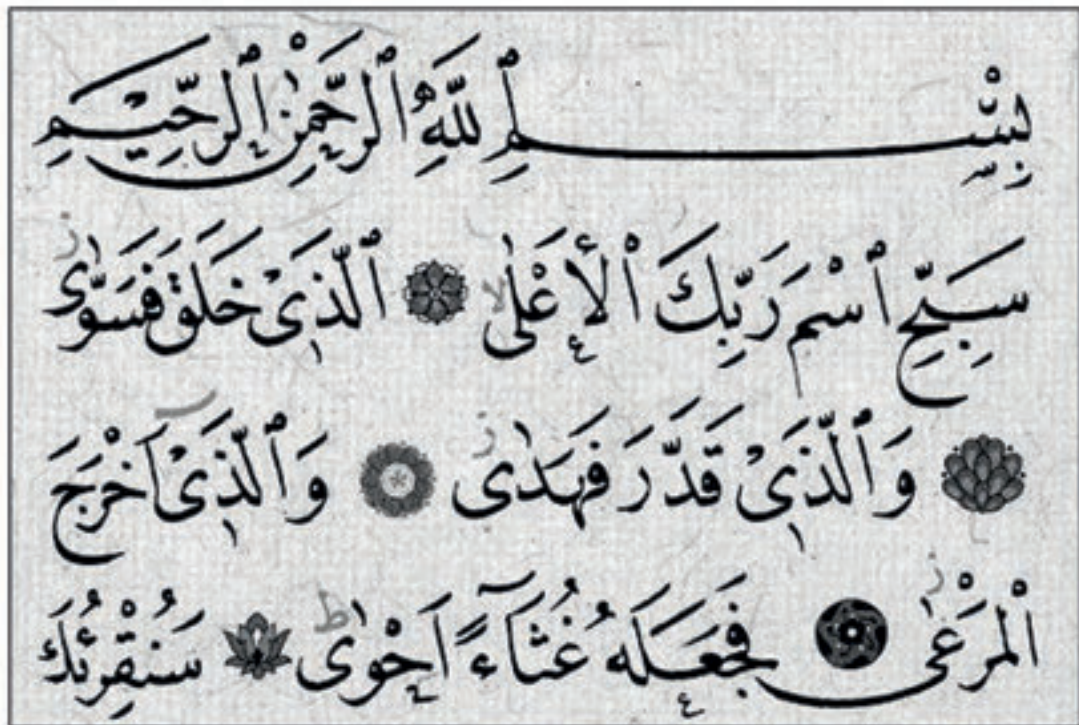 بِسْمِ ٱللّٰهِ ٱلرَّحْمٰنِ ٱلرَّحِيمِ
سَبِّحِ ٱسْمَ رَبِّكَ ٱلْأَعْلٰىۙ ٱلَّذِىْ خَلَقَ فَسَوّٰىۙ
وَٱلَّذِىْ قَدَّرَ فَهَدٰىۙ وَٱلَّذِىْٓ اَخْرَجَ
ٱلْمَرْعٰىۙ فَجَعَلَهُ غُثَآءً اَحْوٰىۙ سَنُقْرِئُكَ